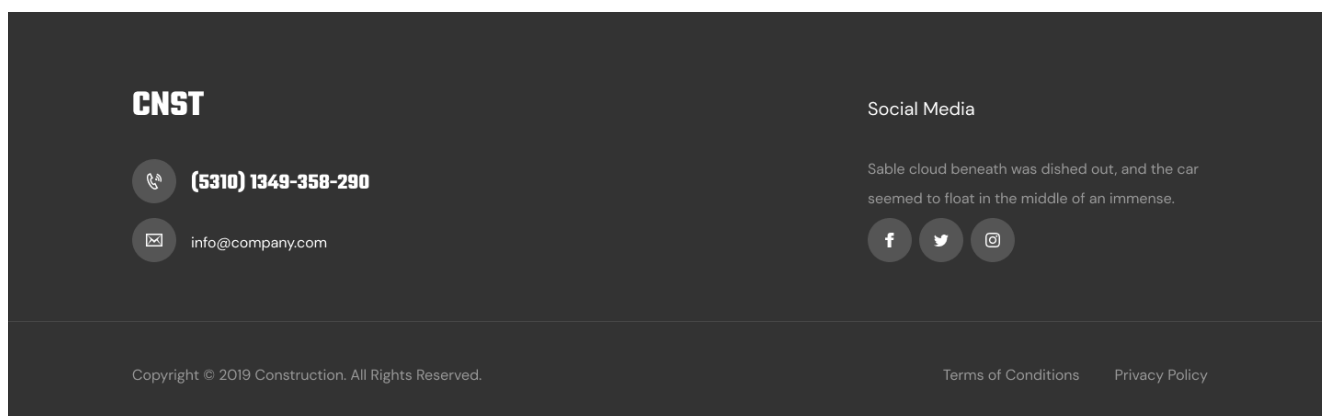 CNST
(5310) 1349-358-290
info@company.com
Social Media
Sable cloud beneath was dished out, and the car
seemed to float in the middle of an immense.
Copyright © 2019 Construction. All Rights Reserved.
Terms of Conditions
Privacy Policy